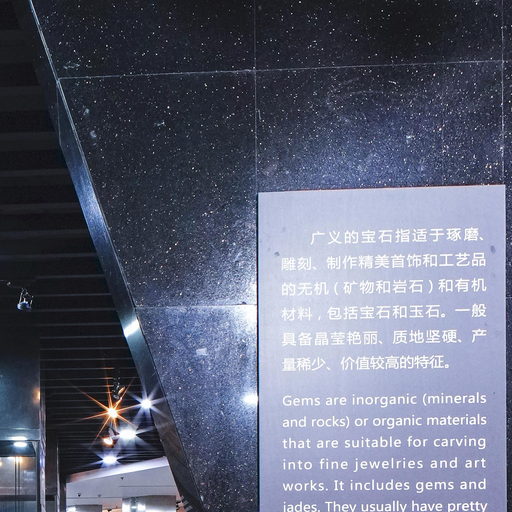 广义的宝石指适于琢磨、
雕刻、制作精美首饰和工艺品
的无机（矿物和岩石）和有机
材料，包括宝石和玉石。一般
具备晶莹艳丽、质地坚硬、产
量稀少、价值较高的特征。
Gems are inorganic (minerals
and rocks) or organic materials
that are suitable for carving
into fine jewelries and art
works. It includes gems and
jades. They usually have pretty